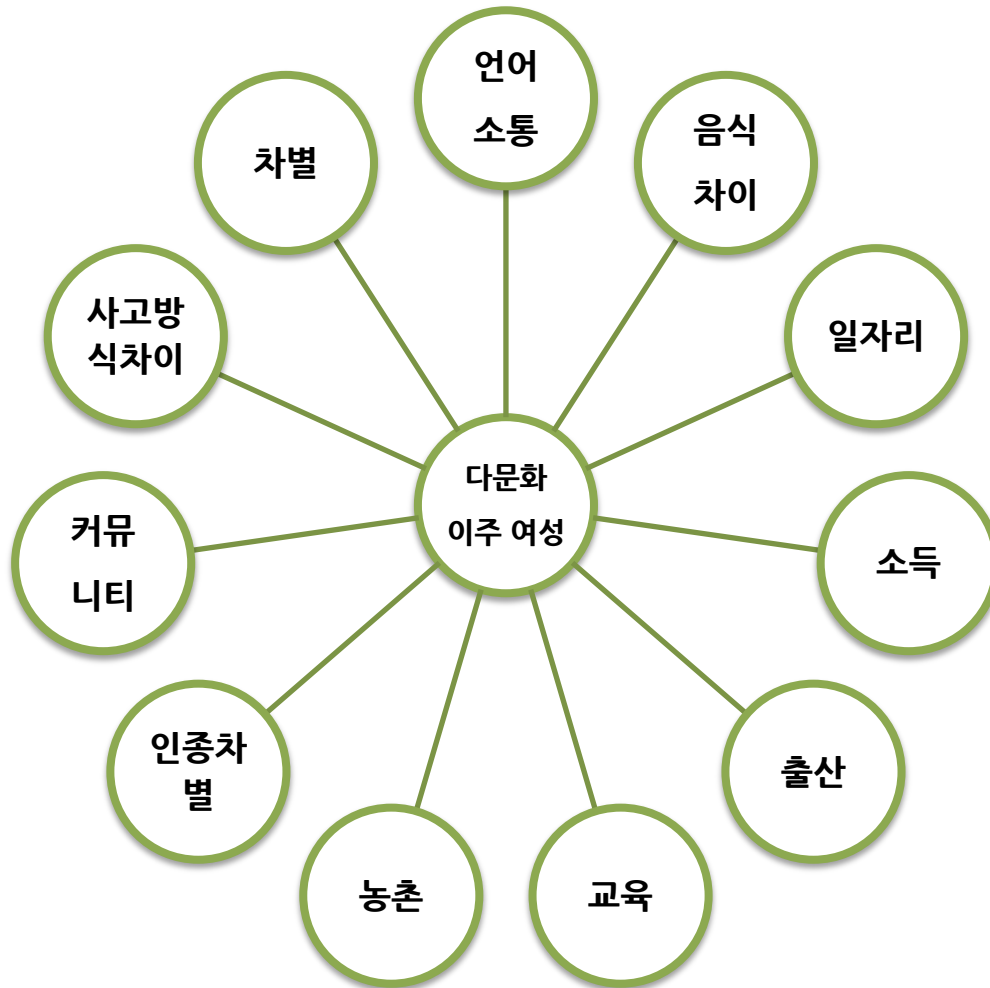 언어
소통
음식
차이
일자리
소득
출산
교육
농촌
인종차
별
커뮤
니티
사고방
식차이
차별
다문화
이주 여성